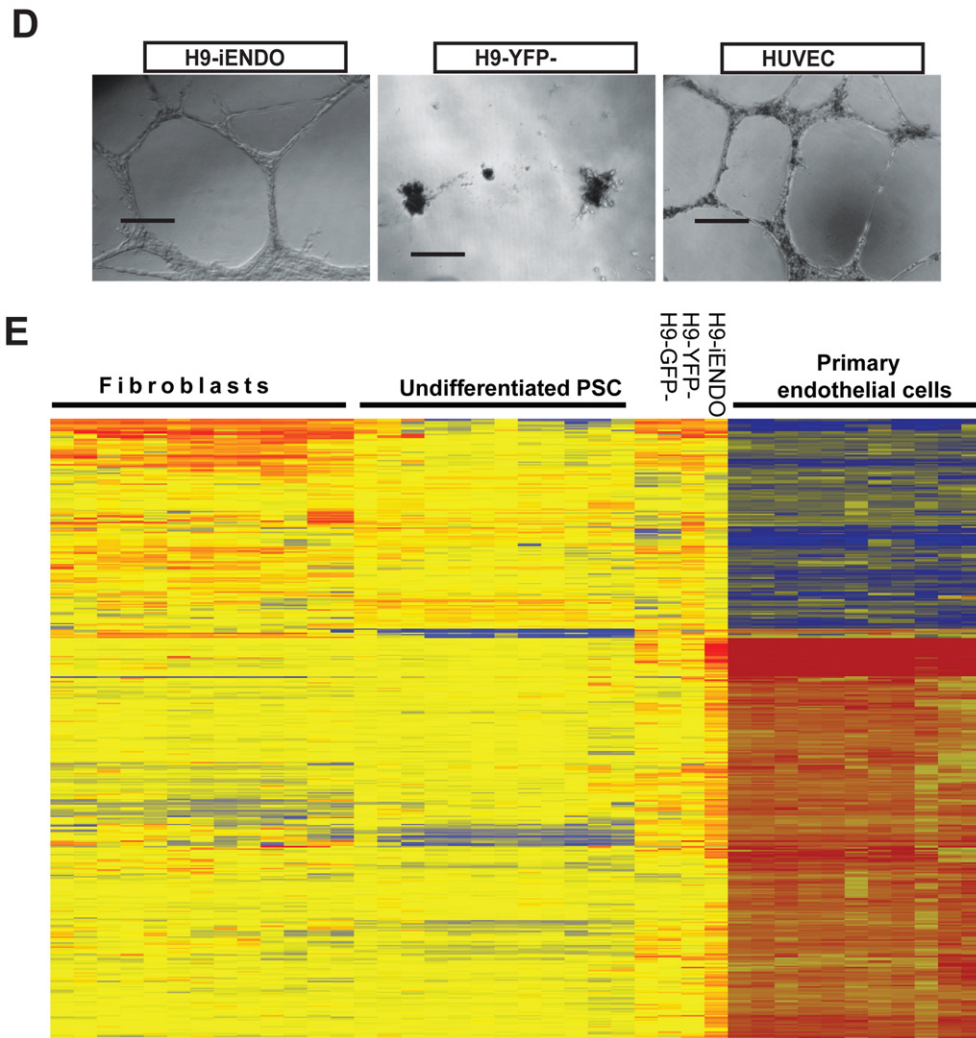 D
H9-iENDO
H9-YFP-
HUVEC
E
Fibroblasts
Undifferentiated PSC
H9-GFP-
H9-YFP-
H9-iENDO
Primary
endothelial cells